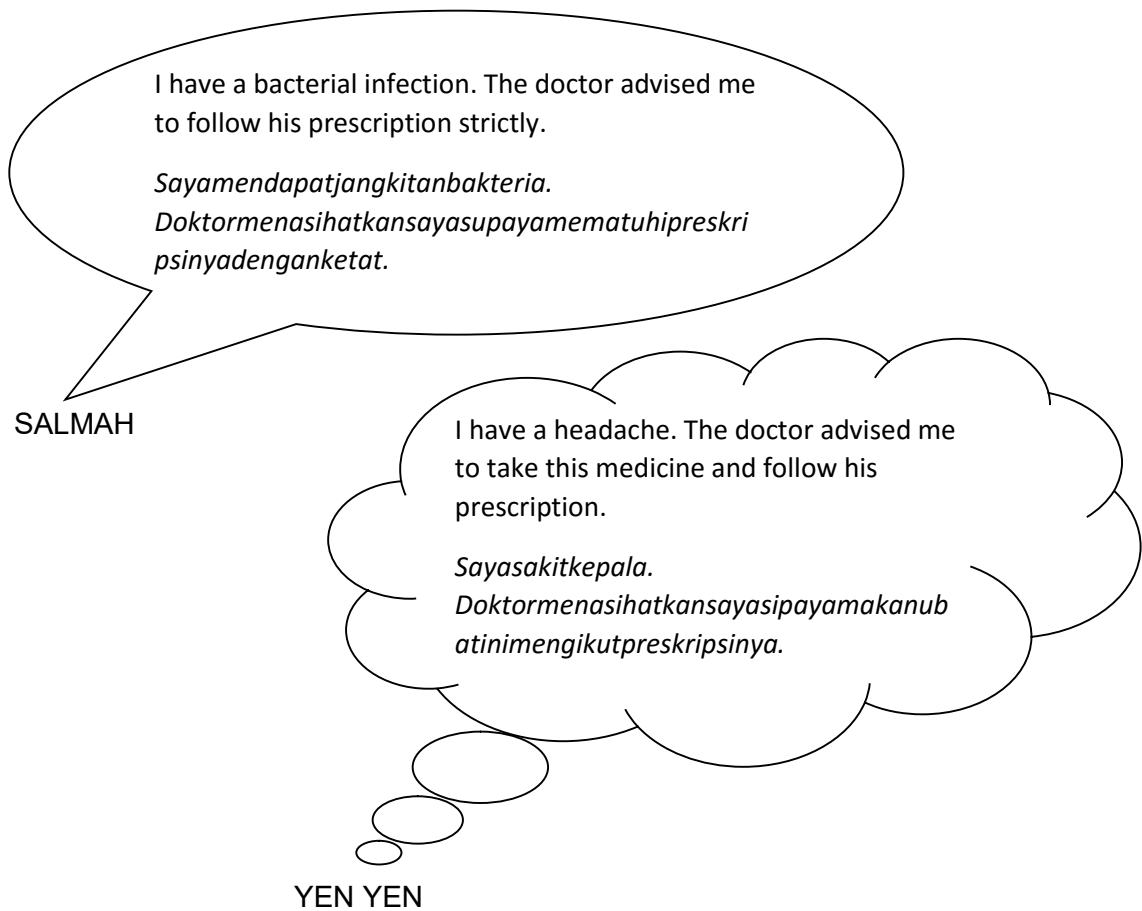 I have a bacterial infection. The doctor advised me
to follow his prescription strictly.
Sayamendapatjangkitanbakteria.
Doktormenasihatkansayasupayamematuhipreskri
psinyadenganketat.
SALMAH
I have a headache. The doctor advised me
to take this medicine and follow his
prescription.
Sayasakitkepala.
Doktormenasihatkansayasipayamakanub
atinimengikutpreskripsinya.
YEN YEN